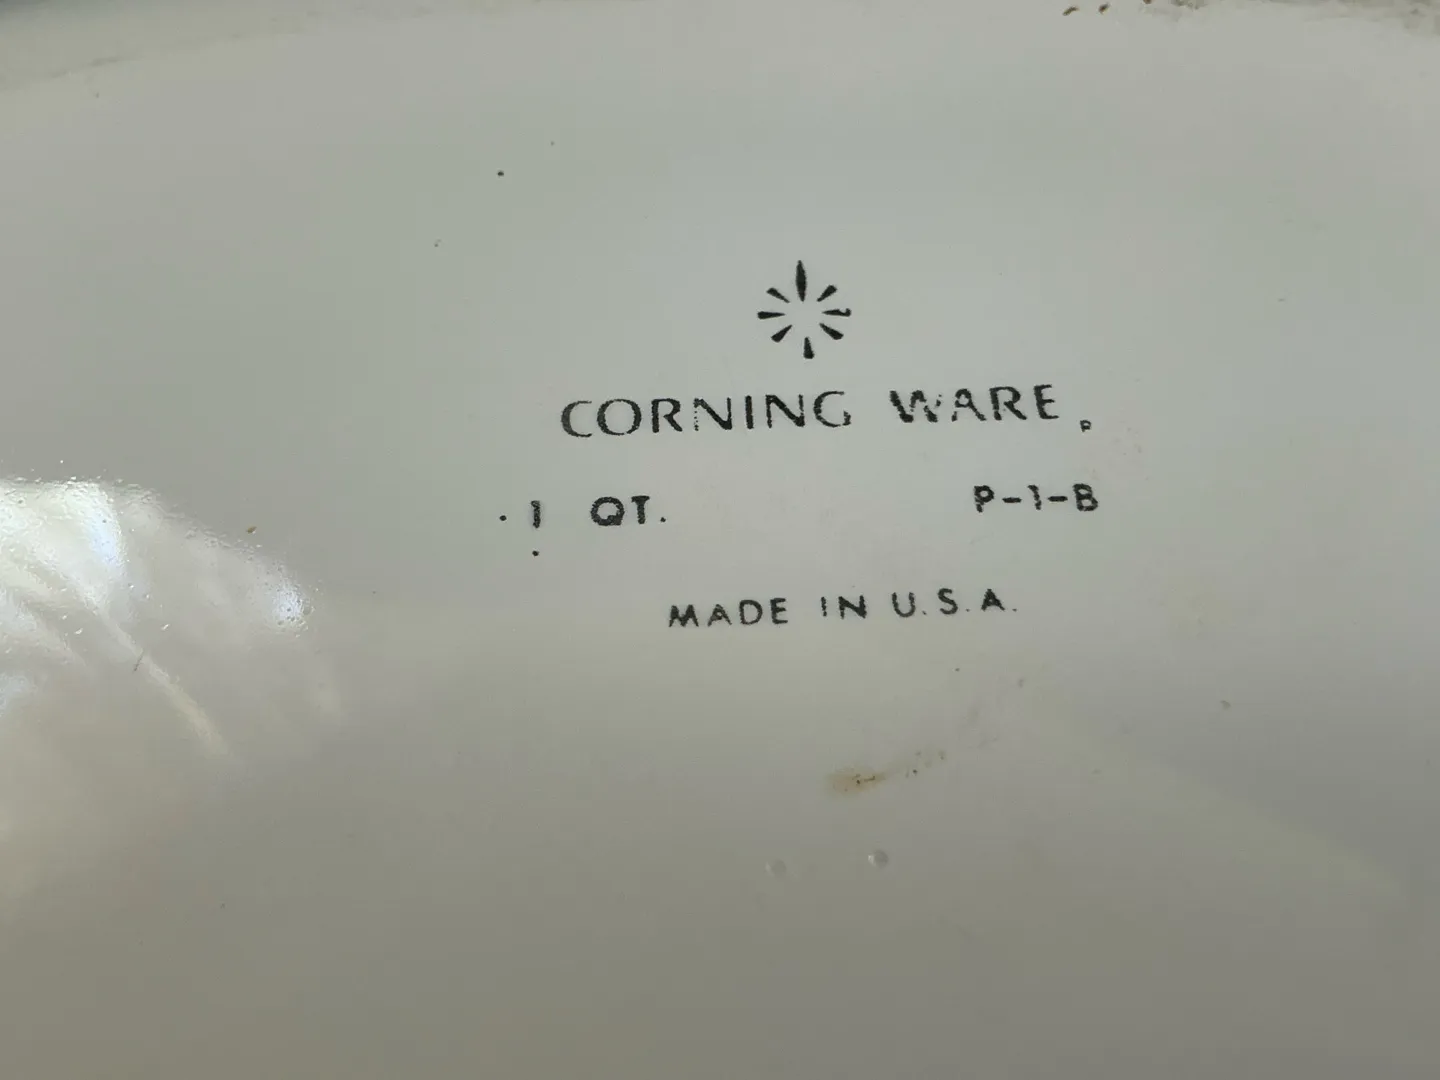 CORNING WARE
1 QT. P-1-B
MADE IN U.S.A.